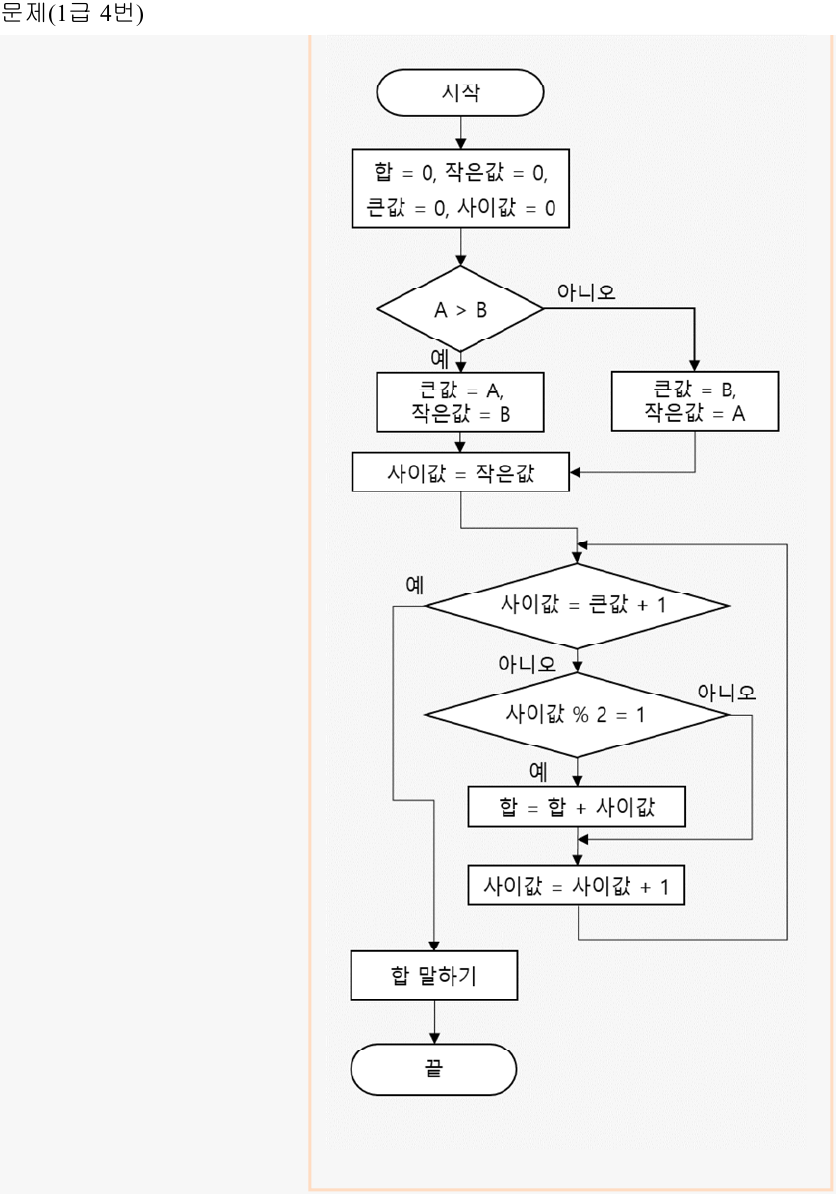 문제(1급 4번)
시작
합 = 0, 작은값 = 0,
큰값 = 0, 사이값 = 0
A > B
아니오
예
큰값 = A,
작은값 = B
큰값 = B,
작은값 = A
사이값 = 작은값
예
사이값 = 큰값 + 1
아니오
사이값 % 2 = 1
아니오
예
합 = 합 + 사이값
사이값 = 사이값 + 1
합 말하기
끝